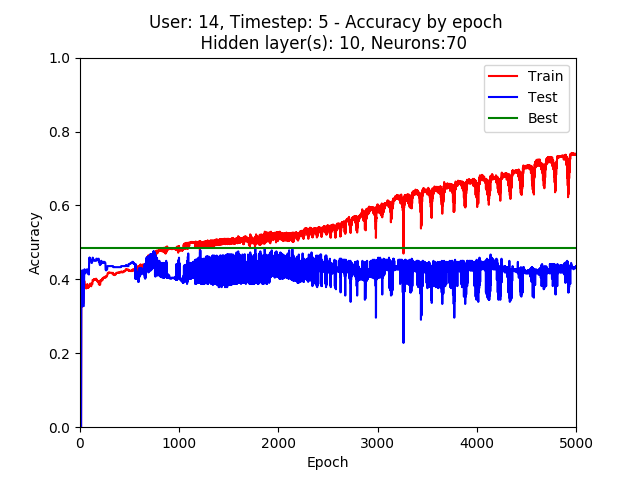 User: 14, Timestep: 5 - Accuracy by epoch
Hidden layer(s): 10, Neurons:70
1.0
0.8
0.6
0.4
0.2
0.0
Accuracy
Train
Test
Best
0 1000 2000 3000 4000 5000
Epoch